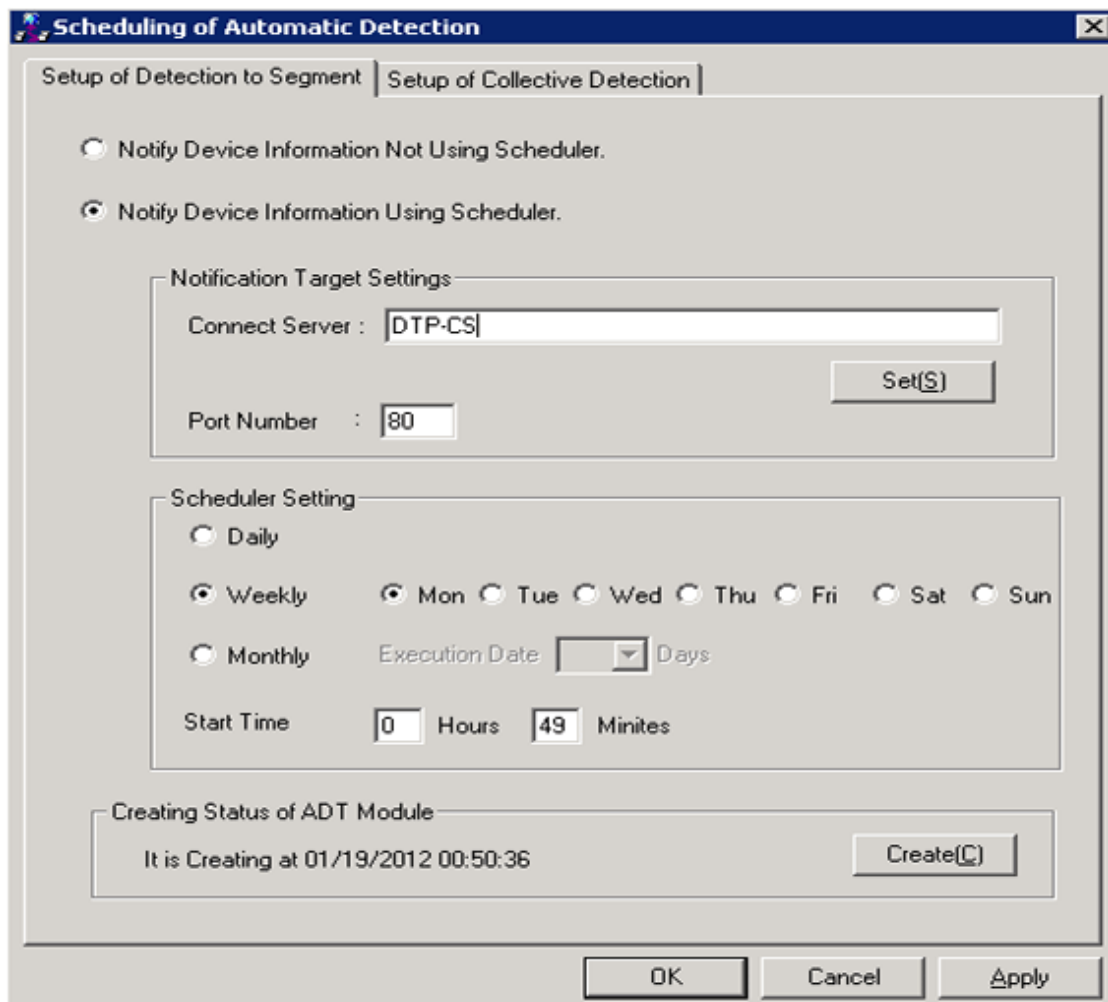 Scheduling of Automatic Detection
Setup of Detection to Segment
Setup of Collective Detection
Notify Device Information Not Using Scheduler.
Notify Device Information Using Scheduler.
Notification Target Settings
Connect Server : DTP-CS
Set(S)
Port Number : 80
Scheduler Setting
Daily
Weekly Mon Tue Wed Thu Fri Sat Sun
Monthly Execution Date Days
Start Time 0 Hours 49 Minites
Creating Status of ADT Module
It is Creating at 01/19/2012 00:50:36
Create(C)
OK Cancel Apply